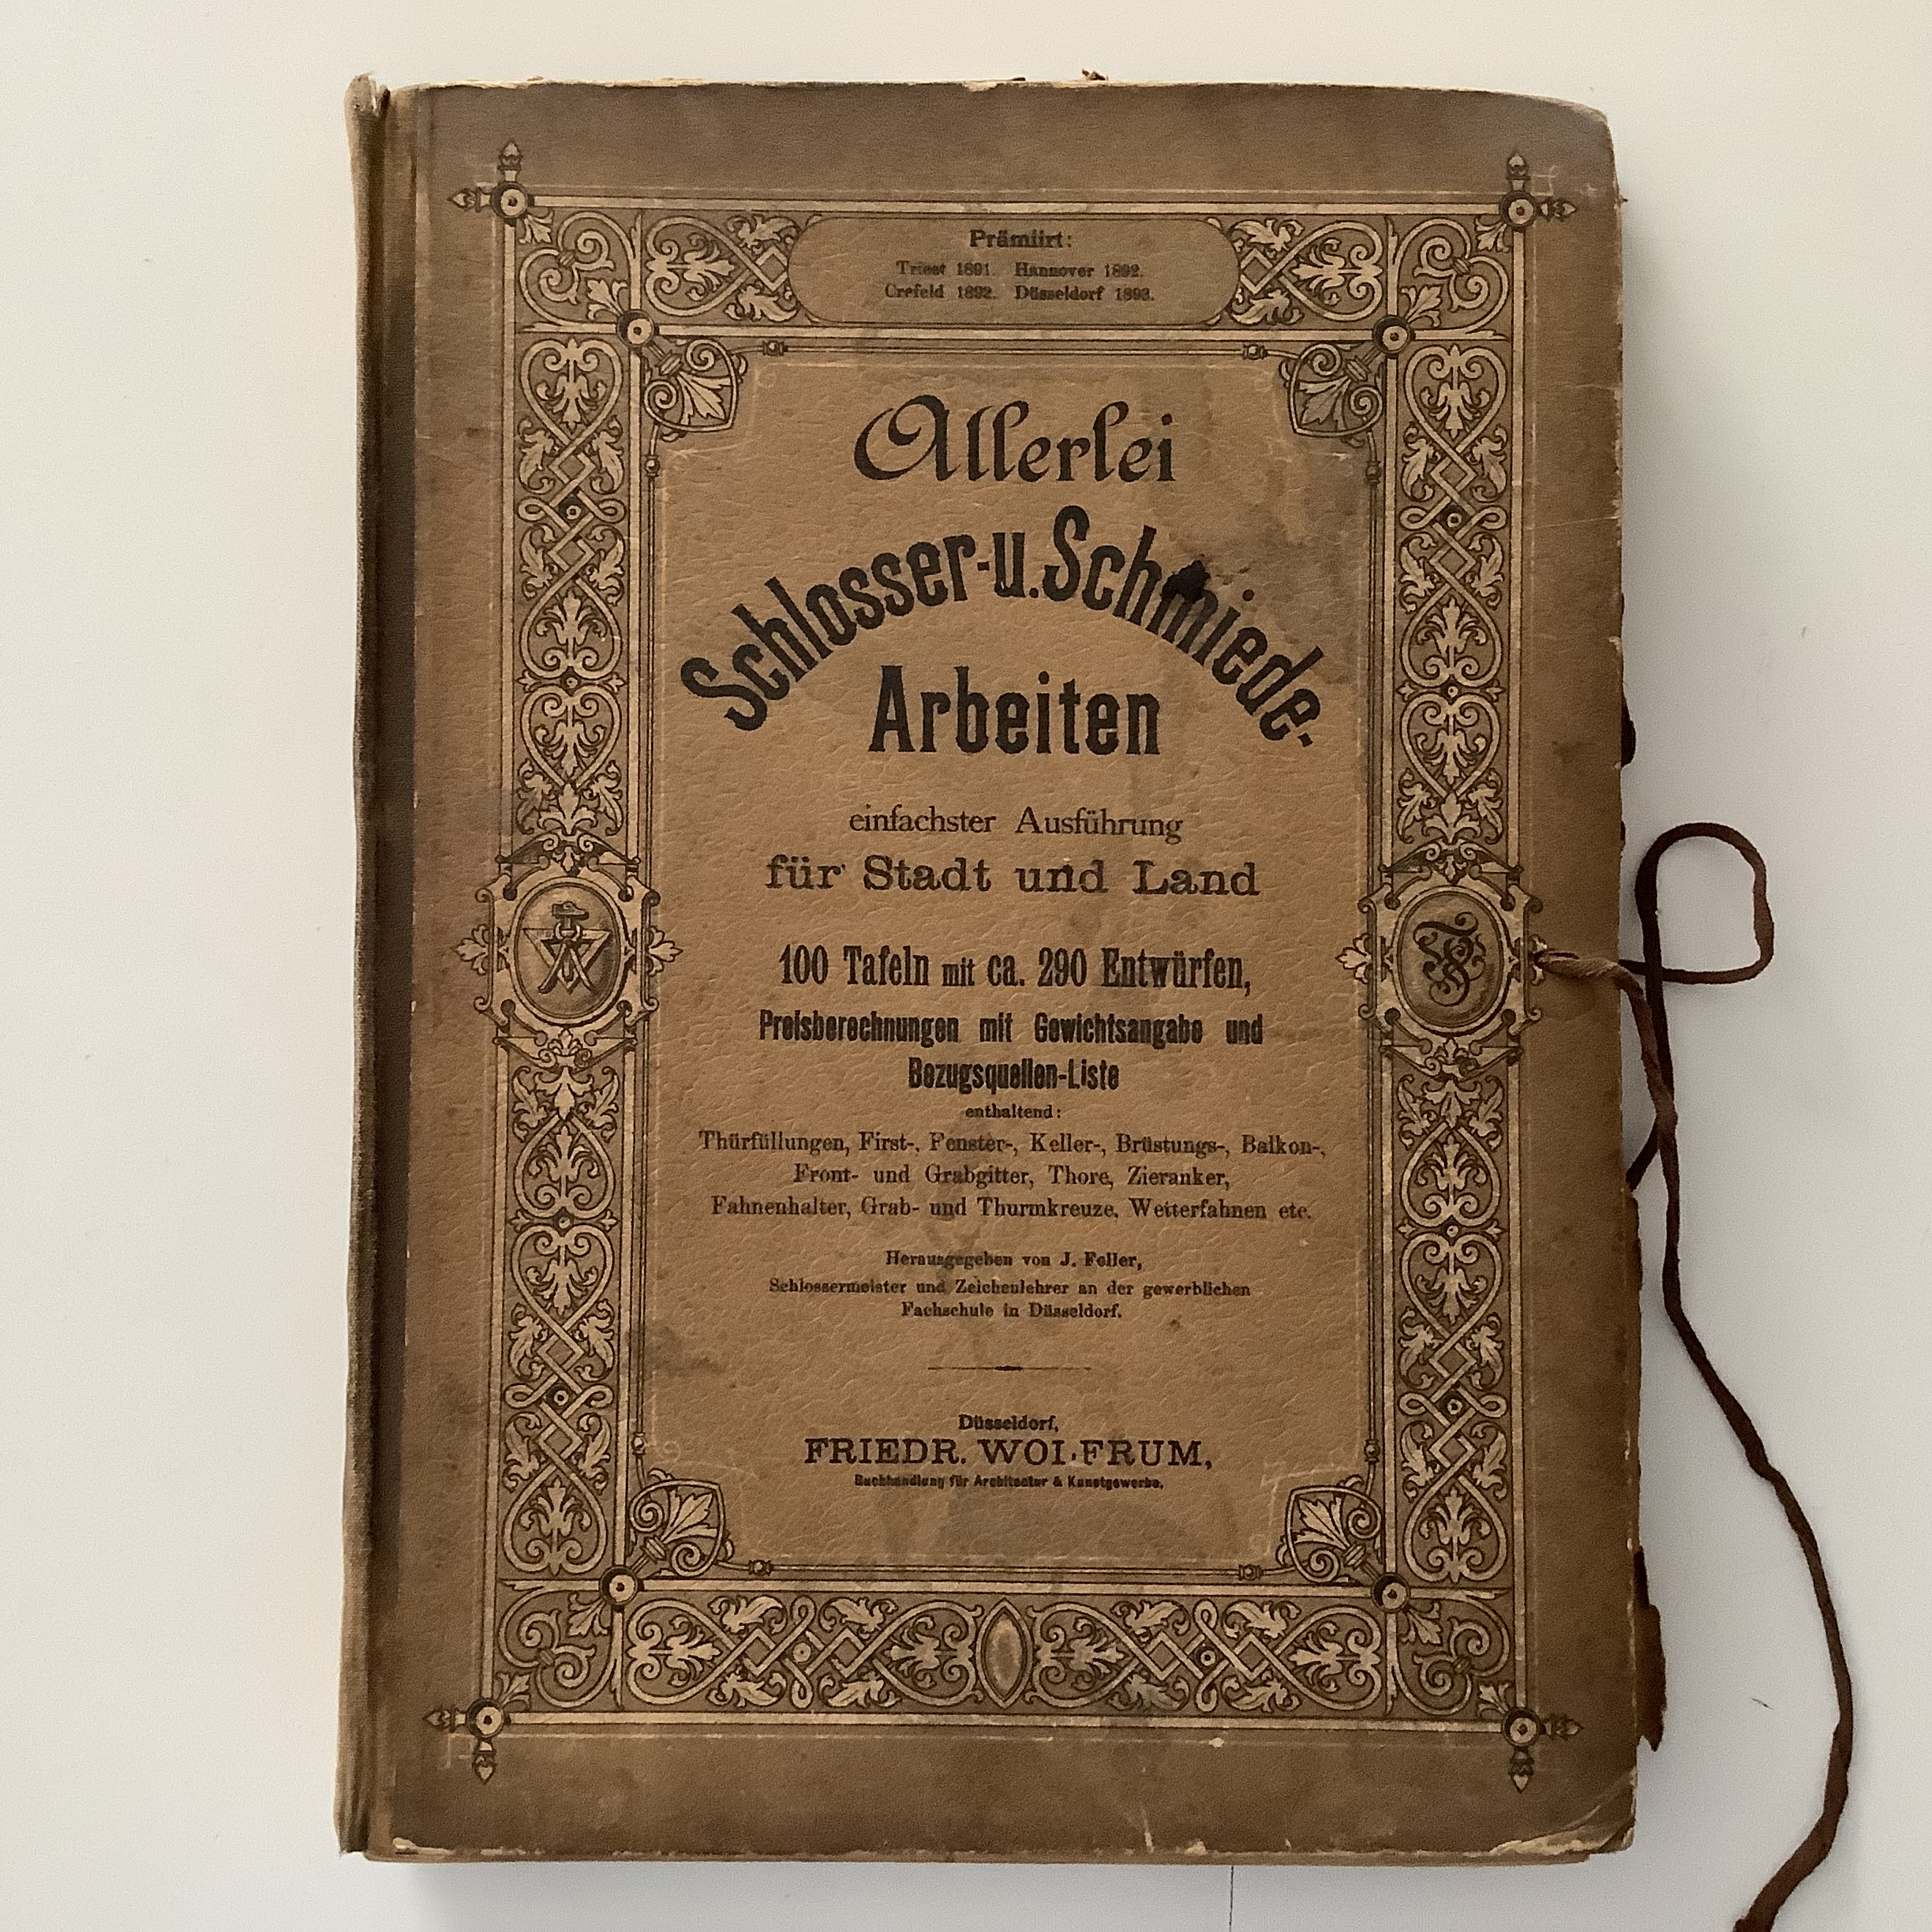 Prämiirt:
Triest 1891. Hannover 1892.
Crefeld 1892. Düsseldorf 1893.
Allerlei
Schlosser-u.Schmiede-
Arbeiten
einfachster Ausführung
für Stadt und Land
100 Tafeln mit ca. 290 Entwürfen,
Preisberechnungen mit Gewichtsangabe und
Bezugsquellen-Liste
enthaltend:
Thürfüllungen, First-, Fenster-, Keller-, Brüstungs-, Balkon-,
Front- und Grabgitter, Thore, Zieranker,
Fahnenhalter, Grab- und Thurmkreuze, Wetterfahnen etc.
Herausgegeben von J. Feller,
Schlossermeister und Zeichenlehrer an der gewerblichen
Fachschule in Düsseldorf.
Düsseldorf,
FRIEDR. WOLFRUM,
Buchhandlung für Architectur & Kunstgewerbe.